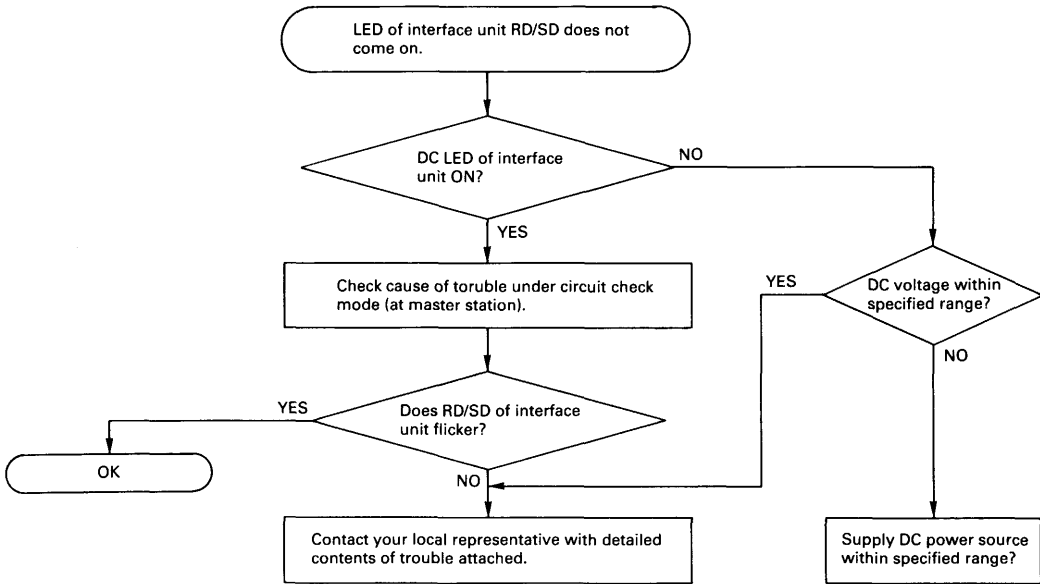 LED of interface unit RD/SD does not
come on.
DC LED of interface
unit ON?
NO
YES
Check cause of toruble under circuit check
mode (at master station).
YES
DC voltage within
specified range?
NO
YES
Does RD/SD of interface
unit flicker?
OK
NO
Contact your local representative with detailed
contents of trouble attached.
Supply DC power source
within specified range?